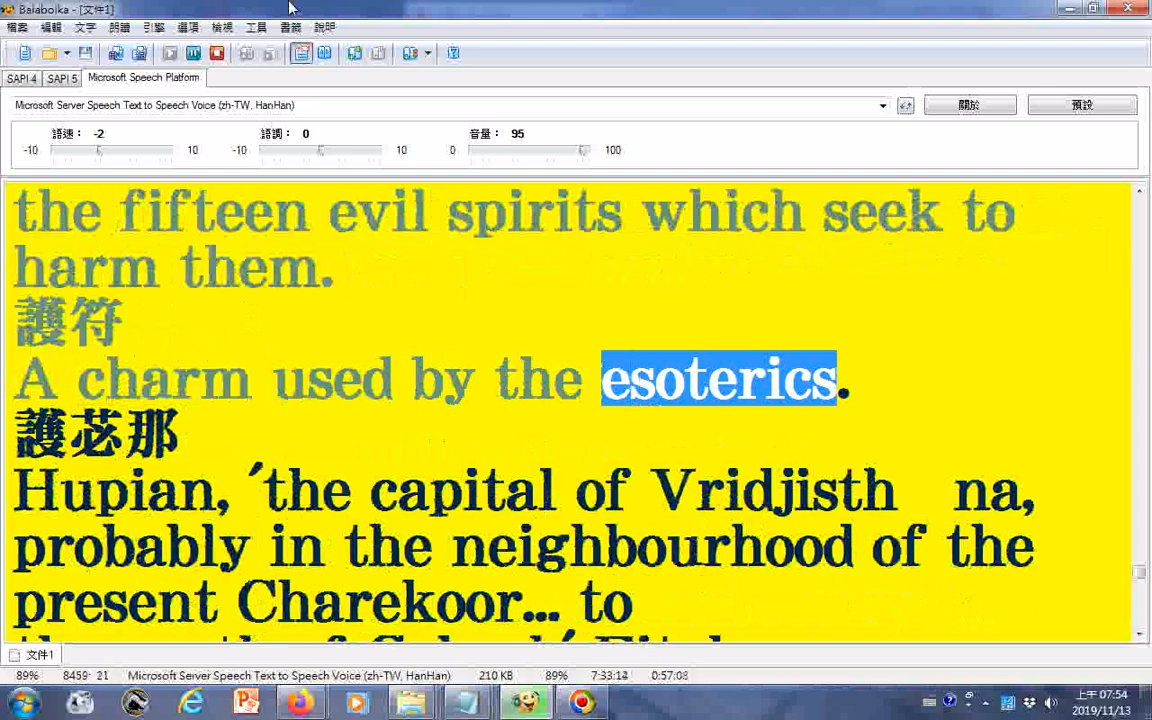 Balabolka - [文件1]
檔案 編輯 文字 朗讀 引擎 選項 檢視 工具 書籤 說明
SAPI 4 SAPI 5 Microsoft Speech Platform
Microsoft Server Speech Text to Speech Voice (zh-TW, HanHan) 關於 預設
語速： -2 語調： 0 音量： 95
-10 10 -10 10 0 100
the fifteen evil spirits which seek to
harm them.
護符
A charm used by the esoterics.
護苾那
Hupian, ´the capital of Vridjisth na,
probably in the neighbourhood of the
present Charekoor... to
文件1
89% 8459: 21 Microsoft Server Speech Text to Speech Voice (zh-TW, HanHan) 210 KB 89% 7:33:14 0:57:08
上午 07:54
2019/11/13